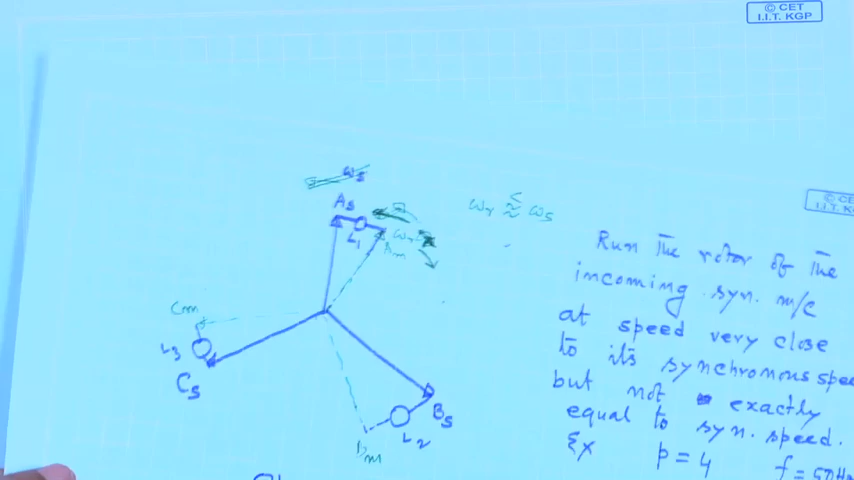 © CET
I.I.T. KGP
© CE
I.I.T. K
ωs
As
L1
Am
ωr ≈ ωs
Cm
L3
Cs
Bs
L2
bm
Run The rotor of The
incoming syn. m/c
at speed very close
to its synchronous spee
but not exactly
equal to syn. speed.
Ex p = 4 f = 50Hz